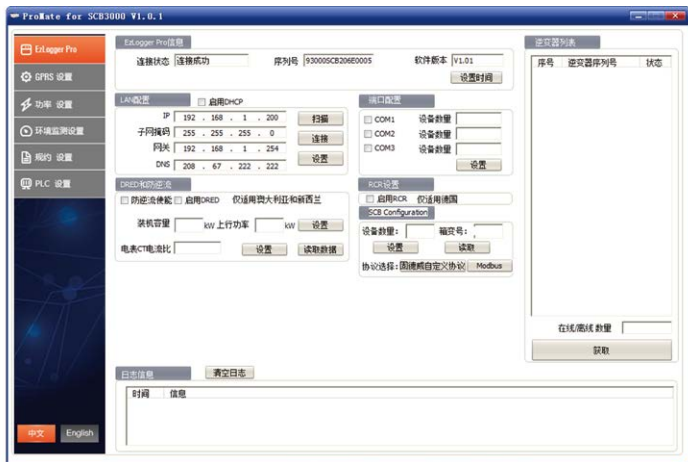 ProMate for SCB3000 V1.0.1
EzLogger Pro
GPRS 设置
功率 设置
环境监测设置
规约 设置
PLC 设置
中文 English
EzLogger Pro信息
连接状态 连接成功 序列号 93000SCB206E0005 软件版本 V1.01
设置时间
LAN配置 启用DHCP
IP 192 . 168 . 1 . 200 扫描
子网掩码 255 . 255 . 255 . 0 连接
网关 192 . 168 . 1 . 254
设置
DNS 208 . 67 . 222 . 222
端口配置
COM1 设备数量
COM2 设备数量
COM3 设备数量
设置
DRED和防逆流
防逆流使能 启用DRED 仅适用澳大利亚和新西兰
装机容量 kW 上行功率 kW 设置
电表CT电流比 设置 读取数据
RCR设置
启用RCR 仅适用德国
SCB Configuration
设备数量: 箱变号:
设置 读取
协议选择: 固德威自定义协议 Modbus
逆变器列表
序号 逆变器序列号 状态
在线/离线 数量
获取
日志信息 清空日志
时间 信息